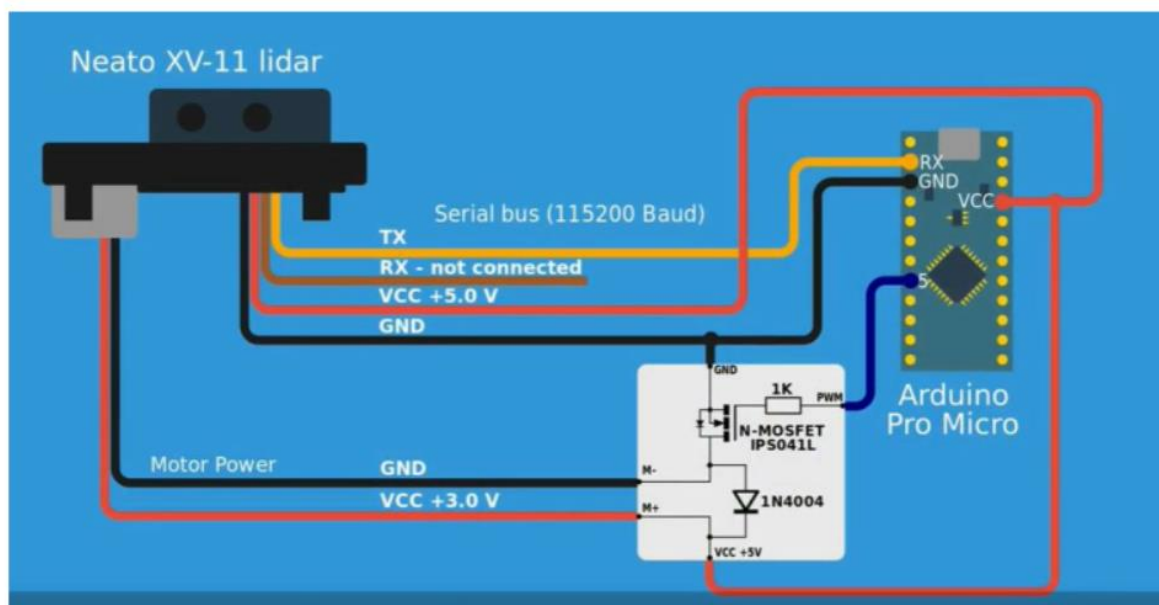 Neato XV-11 lidar
RX
GND
VCC
Serial bus (115200 Baud)
TX
RX - not connected
VCC +5.0 V
GND
5
GND
1K
PWM
Arduino
Pro Micro
N-MOSFET
IPS041L
Motor Power
GND
M-
VCC +3.0 V
M+
1N4004
VCC +5V